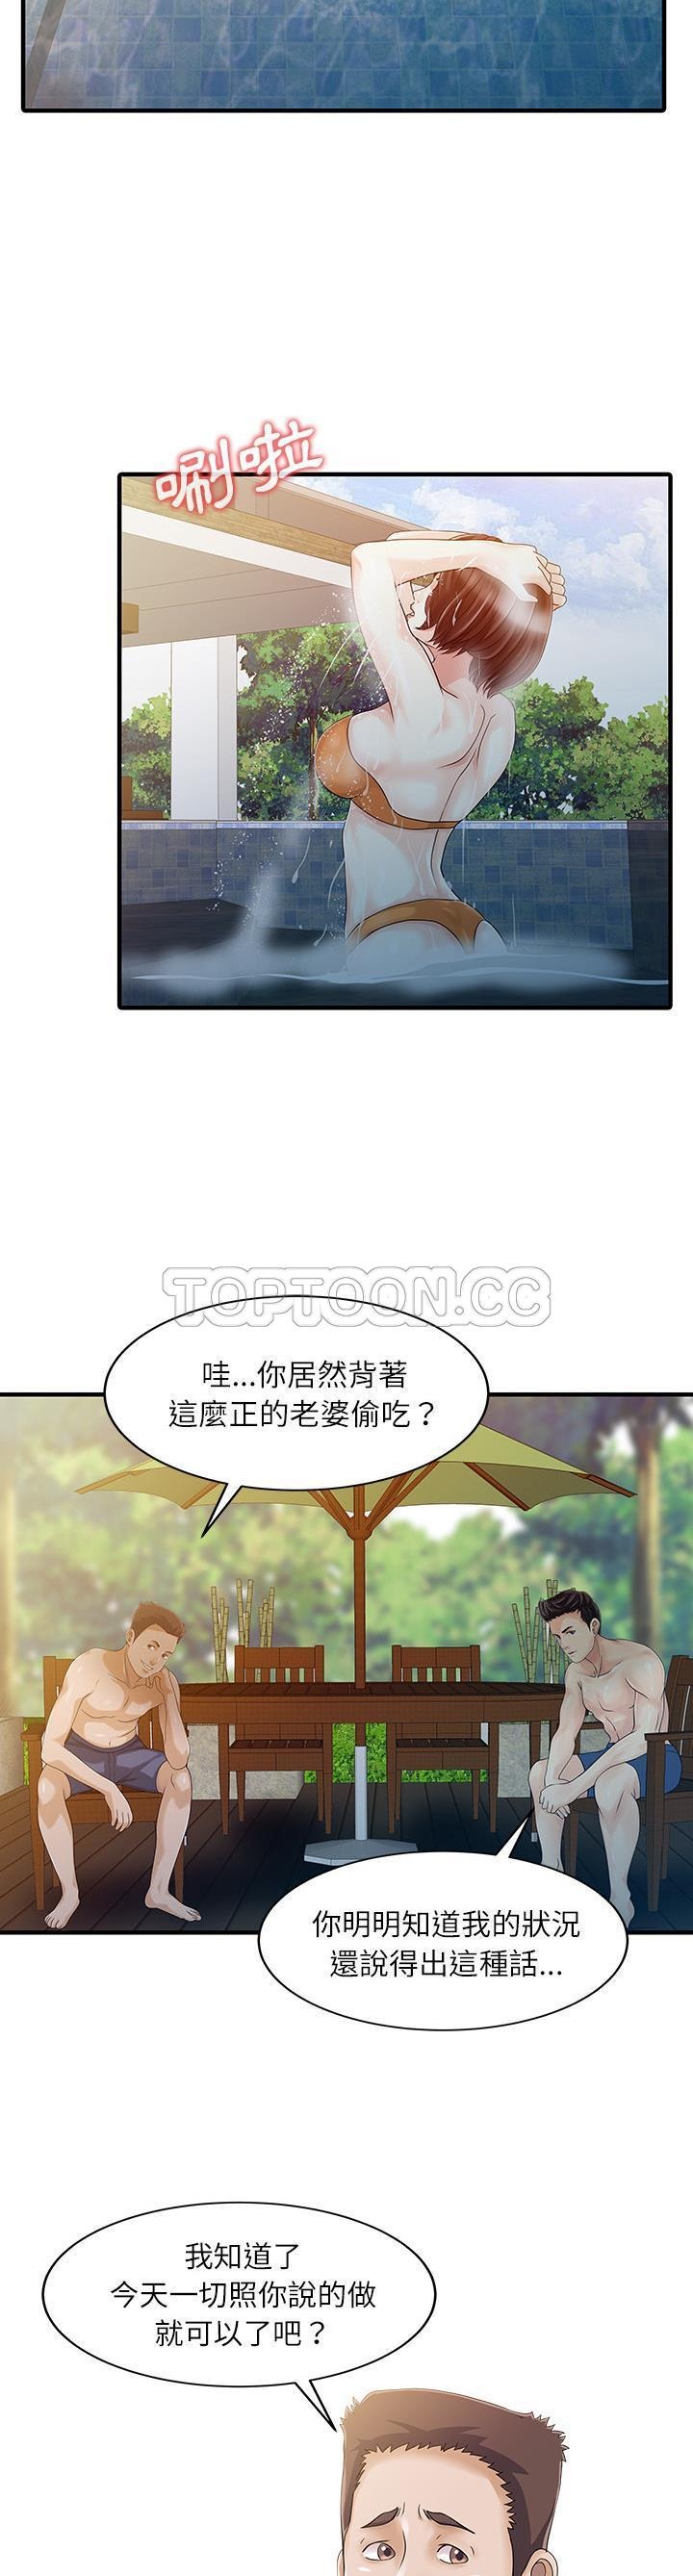 唰啦
TOPTOON.CC
哇...你居然背著
這麼正的老婆偷吃？
你明明知道我的狀況
還說得出這種話...
我知道了
今天一切照你說的做
就可以了吧？